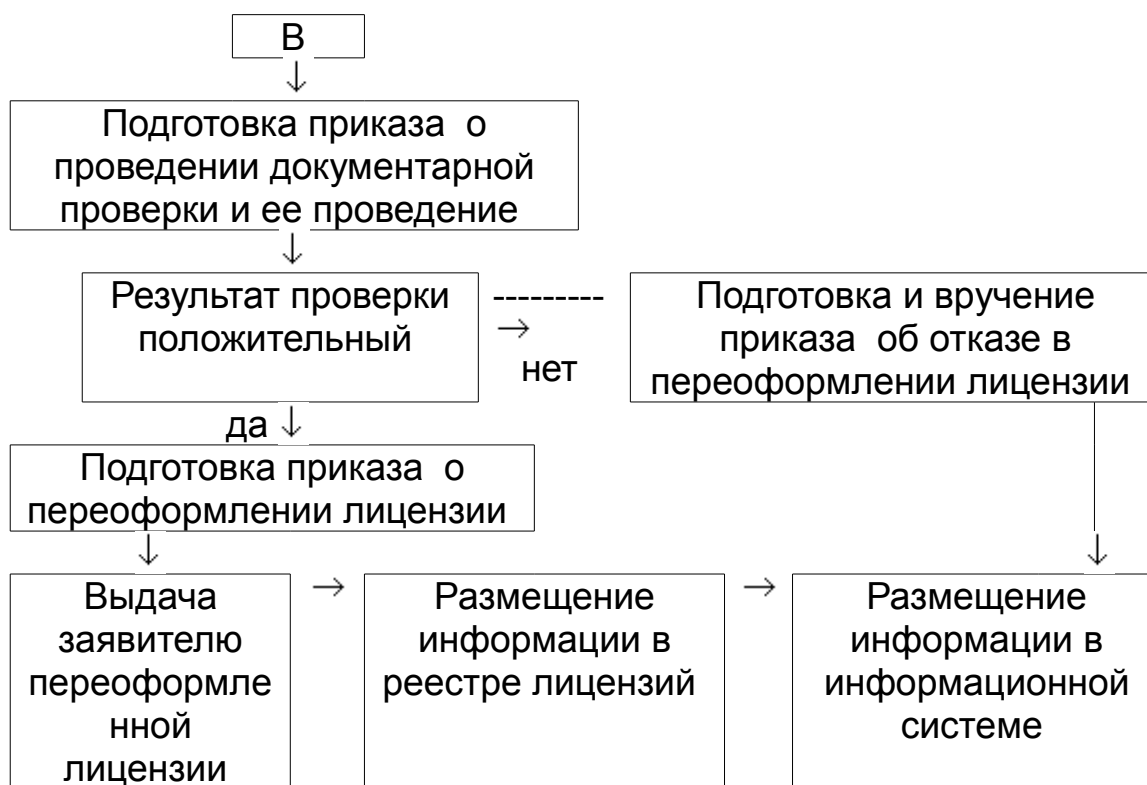 В
Подготовка приказа о
проведении документарной
проверки и ее проведение
Результат проверки
положительный
---------
нет
Подготовка и вручение
приказа об отказе в
переоформлении лицензии
да
Подготовка приказа о
переоформлении лицензии
Выдача
заявителю
переоформле
нной
лицензии
Размещение
информации в
реестре лицензий
Размещение
информации в
информационной
системе